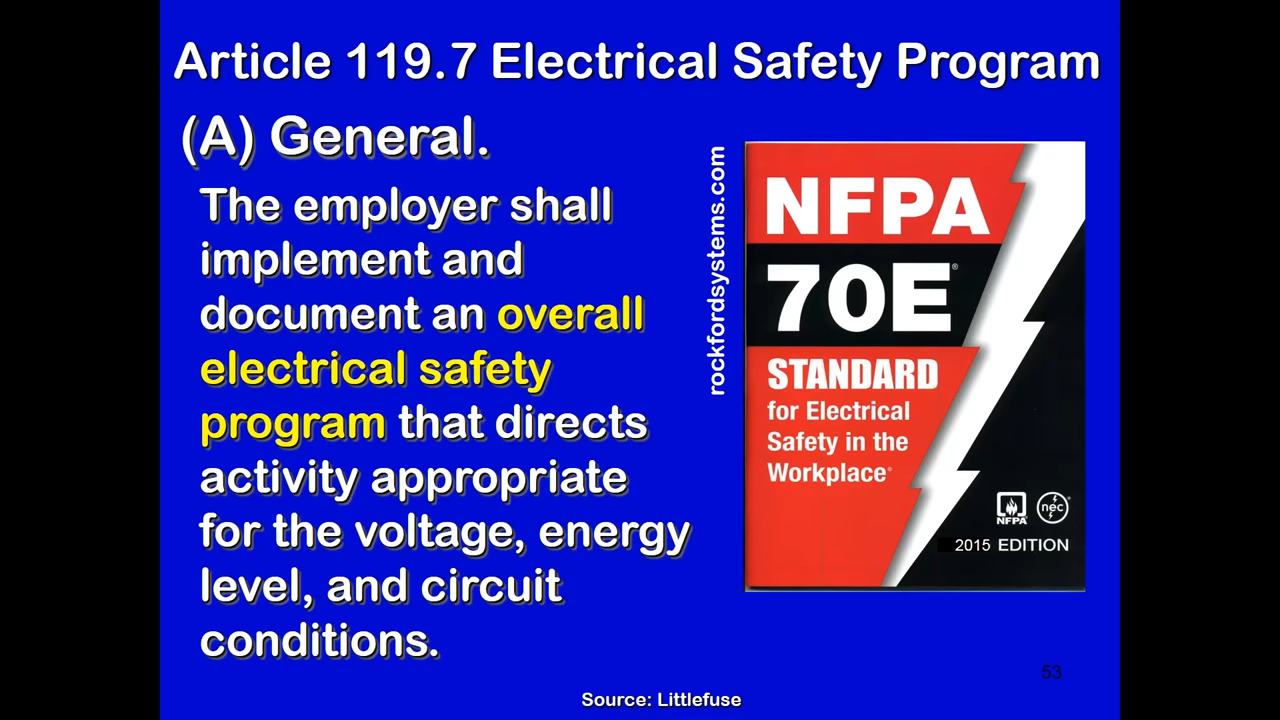 Article 119.7 Electrical Safety Program
(A) General.
The employer shall
implement and
document an overall
electrical safety
program that directs
activity appropriate
for the voltage, energy
level, and circuit
conditions.
rockfordsystems.com
NFPA
70E®
STANDARD
for Electrical
Safety in the
Workplace®
NFPA
nec®
2015 EDITION
53
Source: Littlefuse